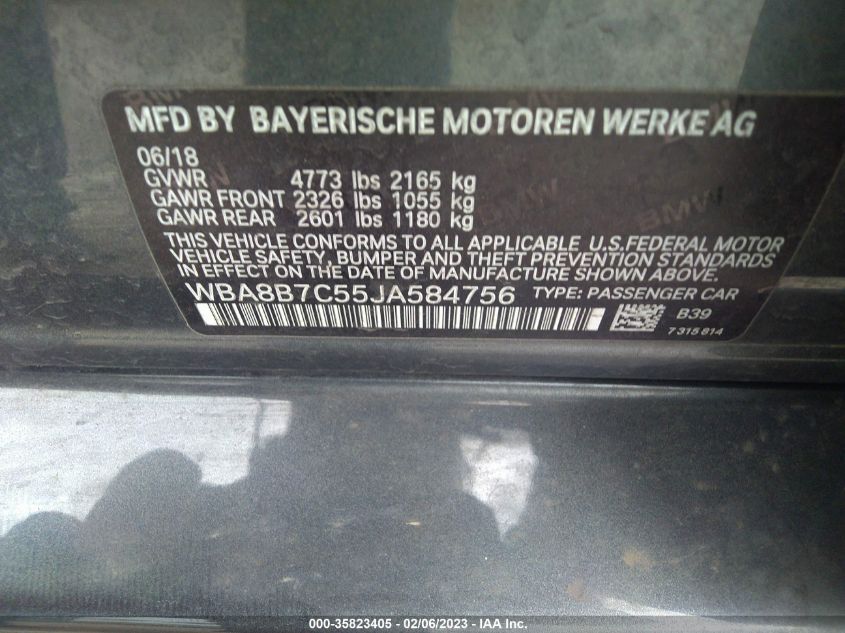 MFD BY BAYERISCHE MOTOREN WERKE AG
06/18
GVWR 4773 lbs 2165 kg
GAWR FRONT 2326 lbs 1055 kg
GAWR REAR 2601 lbs 1180 kg
THIS VEHICLE CONFORMS TO ALL APPLICABLE U.S.FEDERAL MOTOR
VEHICLE SAFETY, BUMPER AND THEFT PREVENTION STANDARDS
IN EFFECT ON THE DATE OF MANUFACTURE SHOWN ABOVE.
WBA8B7C55JA584756 TYPE: PASSENGER CAR
B39
7 315 814
000-35823405 - 02/06/2023 - IAA Inc.